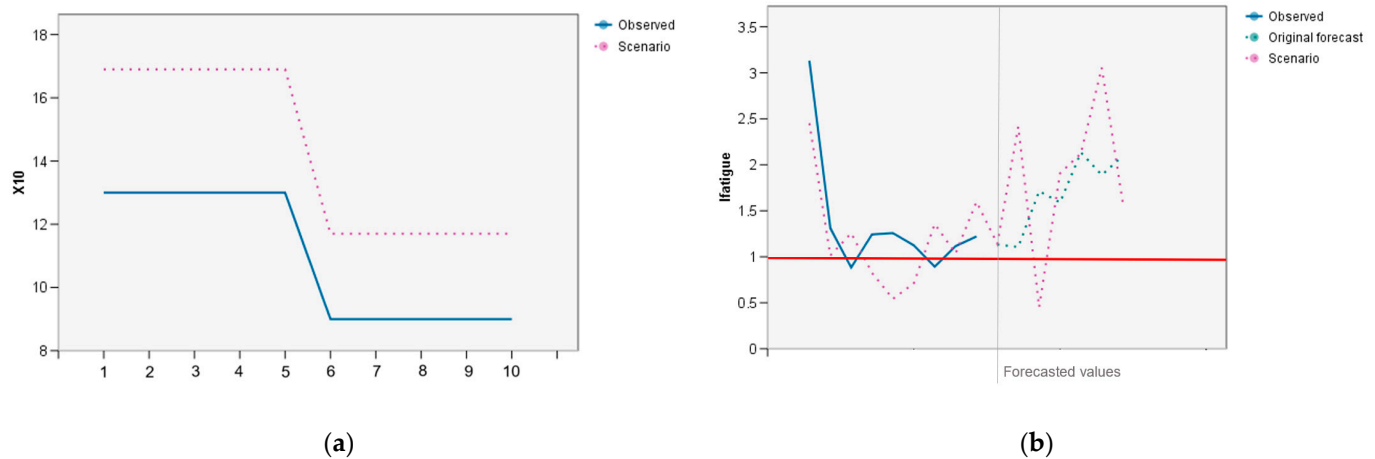 18
16
14
12
10
8
X10
1 2 3 4 5 6 7 8 9 10
Observed
Scenario
(a)
3.5
3
2.5
2
1.5
1
0.5
0
Ifatigue
Forecasted values
Observed
Original forecast
Scenario
(b)